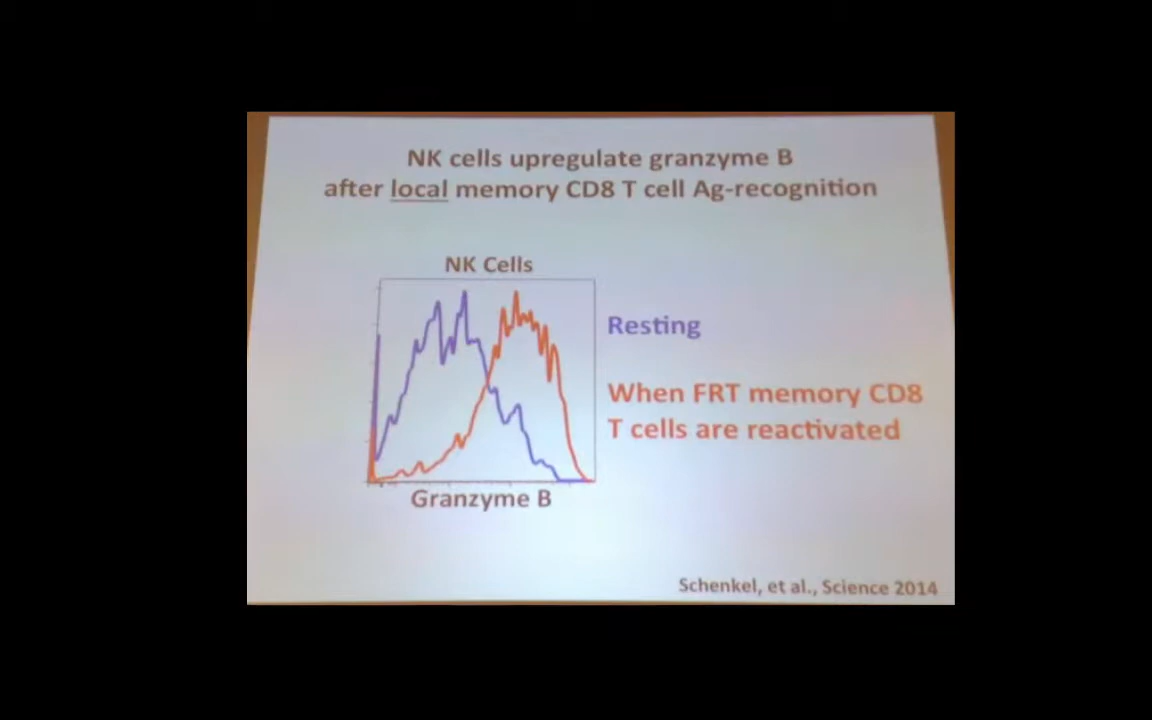 NK cells upregulate granzyme B
after local memory CD8 T cell Ag-recognition
NK Cells
Resting
When FRT memory CD8
T cells are reactivated
Granzyme B
Schenkel, et al., Science 2014